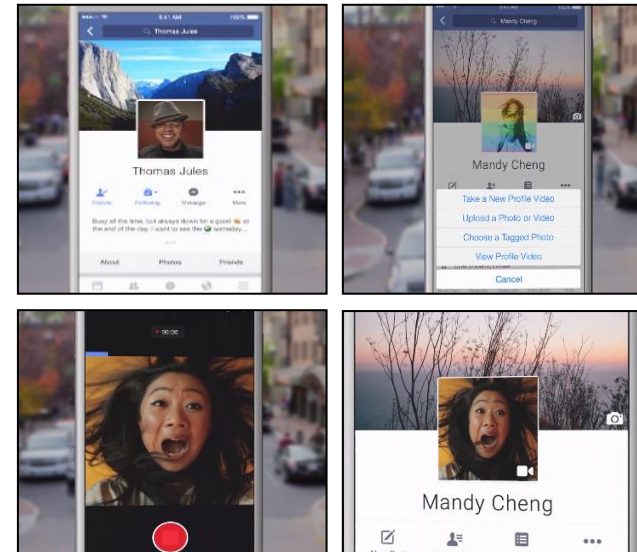 9:41 AM
100%
Thomas Jules
Thomas Jules
Friends
Following
Message
More
Busy all the time, but always down for a good
the end of the day. I want to see the someday...
About
Photos
Friends
Mandy Cheng
Mandy Cheng
Take a New Profile Video
Upload a Photo or Video
Choose a Tagged Photo
View Profile Video
Cancel
00:00
Mandy Cheng